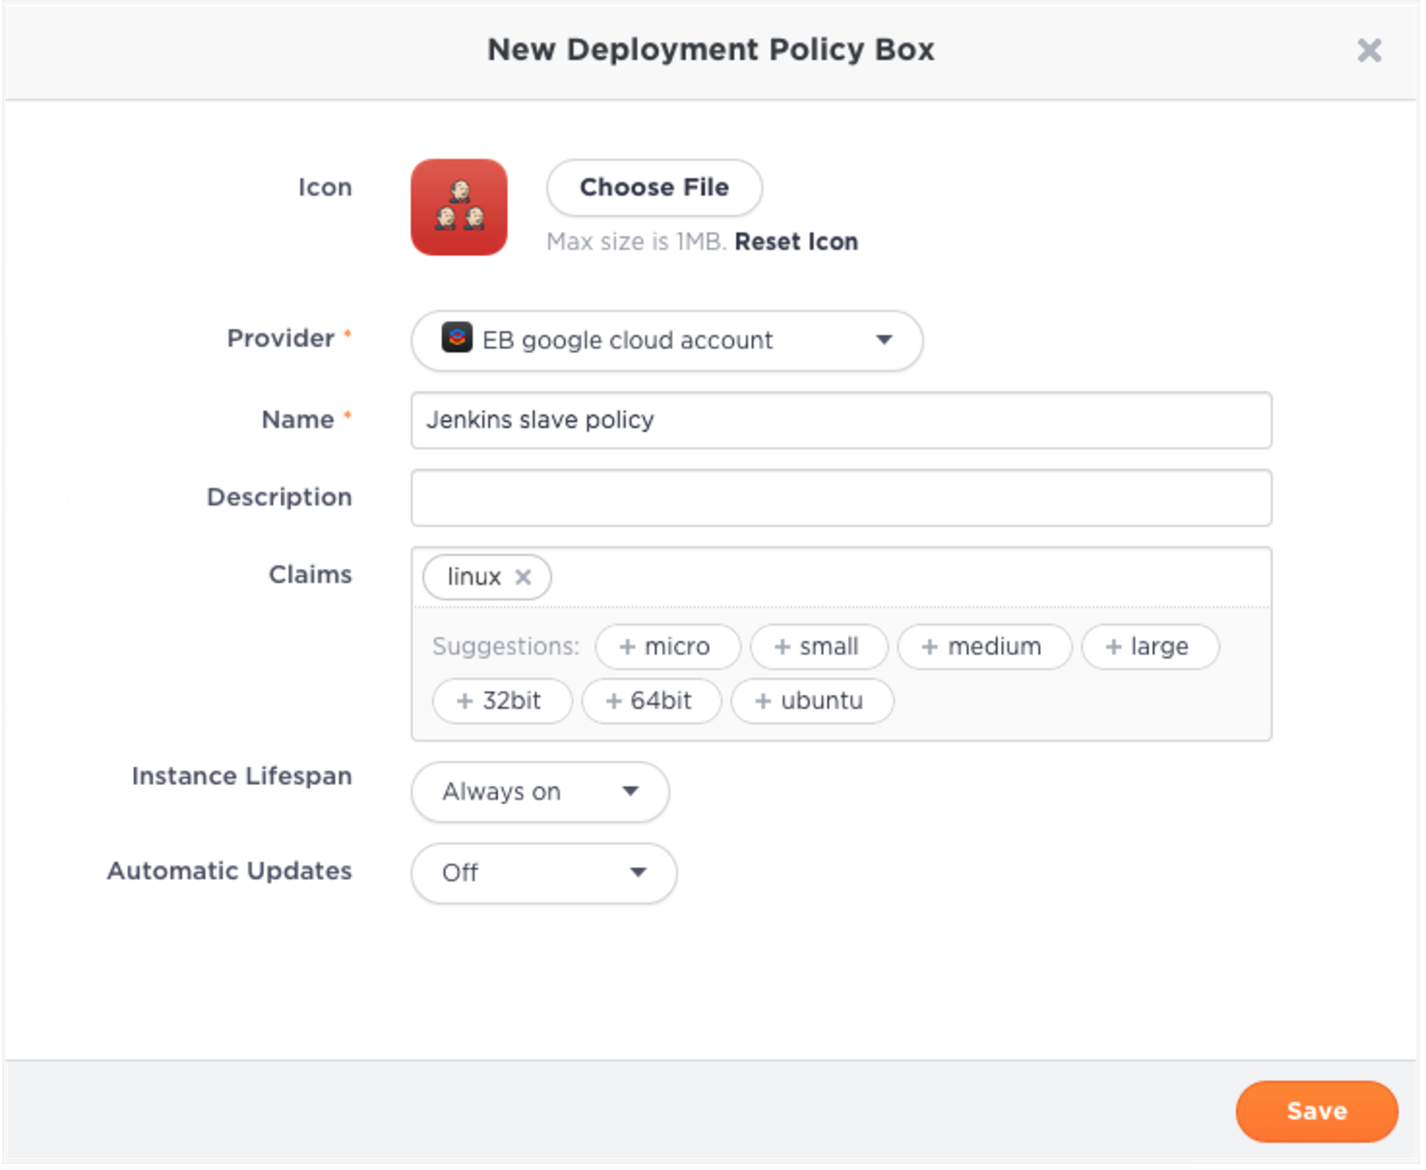 New Deployment Policy Box
Icon
Choose File
Max size is 1MB. Reset Icon
Provider * EB google cloud account
Name * Jenkins slave policy
Description
Claims linux
Suggestions: + micro + small + medium + large
+ 32bit + 64bit + ubuntu
Instance Lifespan Always on
Automatic Updates Off
Save